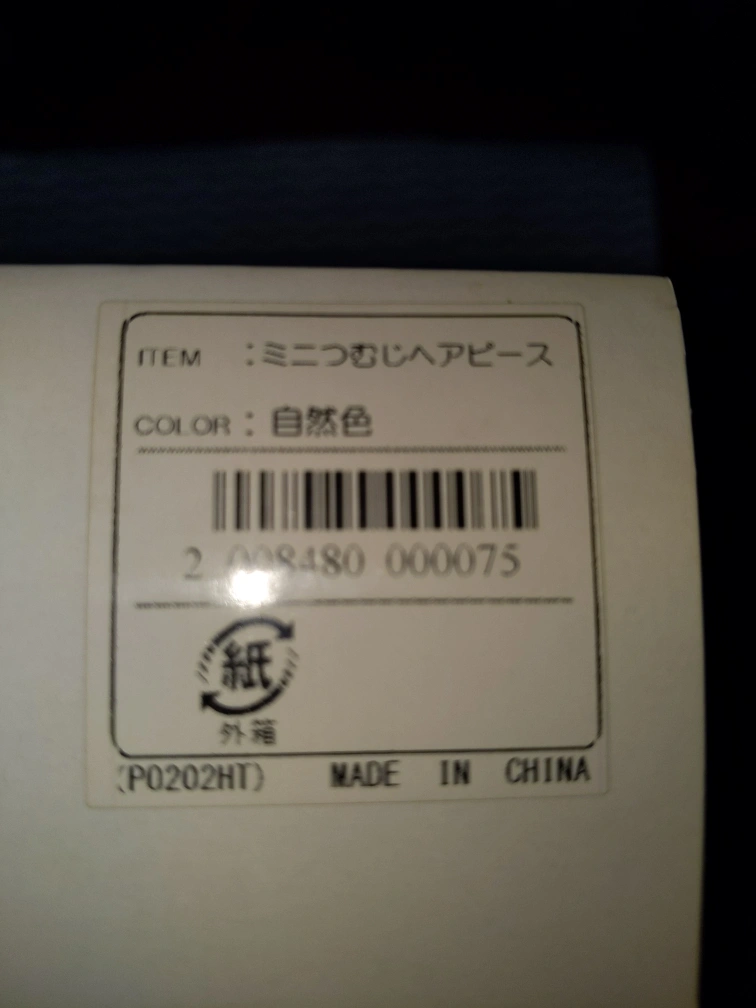 ITEM :ミニつむじヘアピース
COLOR: 自然色
2 008480 000075
紙
外箱
(P0202HT) MADE IN CHINA